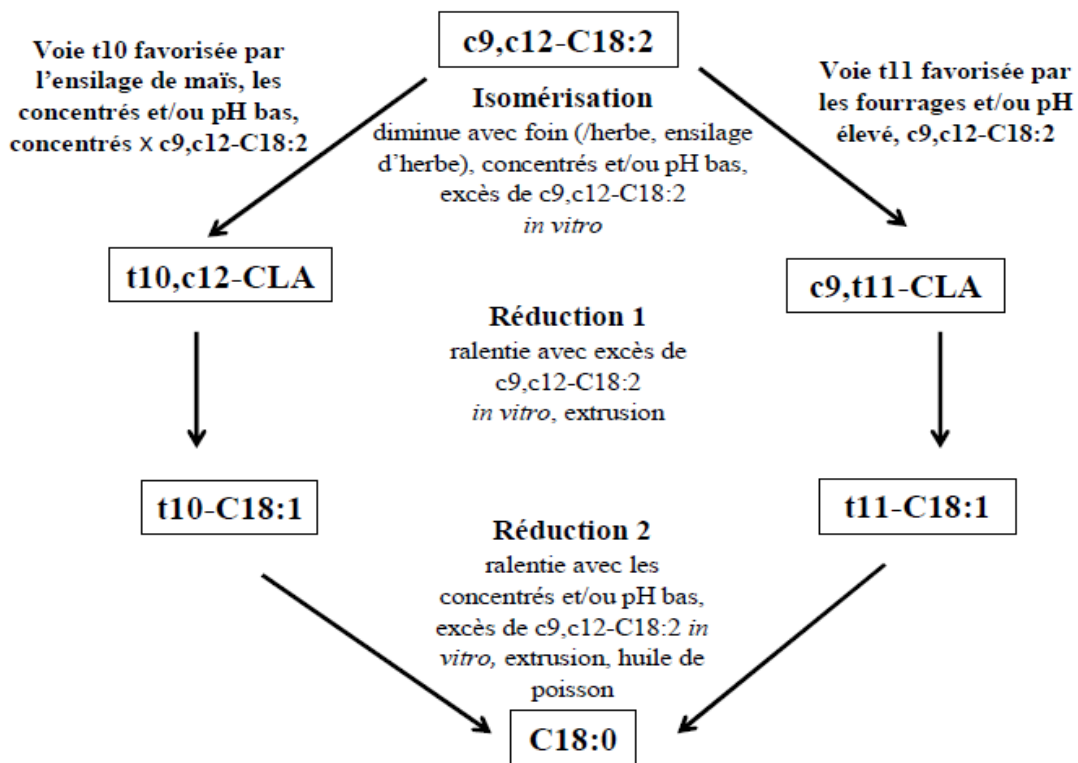 c9,c12-C18:2
Voie t10 favorisée par
l'ensilage de maïs, les
concentrés et/ou pH bas,
concentrés X c9,c12-C18:2
Isomérisation
diminue avec foin (/herbe, ensilage
d'herbe), concentrés et/ou pH bas,
excès de c9,c12-C18:2
in vitro
Voie t11 favorisée par
les fourrages et/ou pH
élevé, c9,c12-C18:2
t10,c12-CLA
c9,t11-CLA
Réduction 1
ralentie avec excès de
c9,c12-C18:2
in vitro, extrusion
t10-C18:1
t11-C18:1
Réduction 2
ralentie avec les
concentrés et/ou pH bas,
excès de c9,c12-C18:2 in
vitro, extrusion, huile de
poisson
C18:0